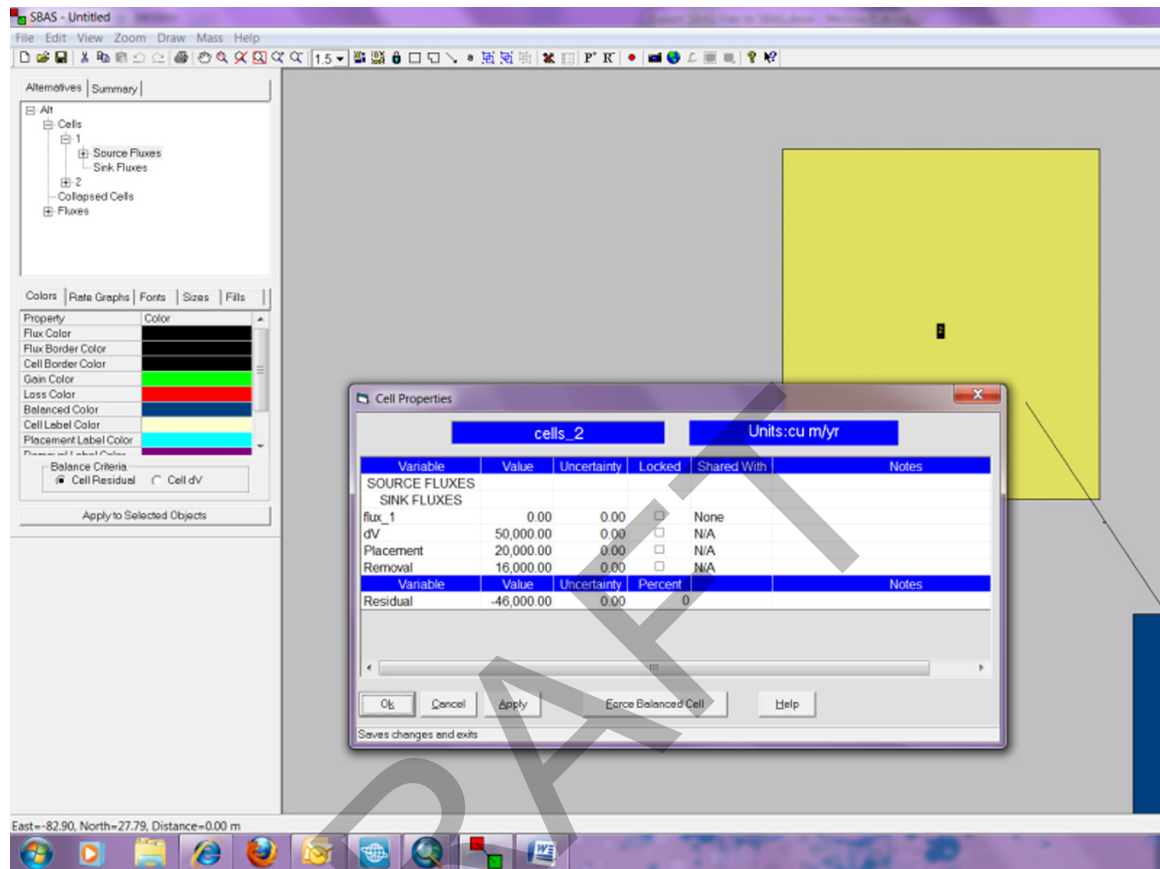 SBAS - Untitled
File Edit View Zoom Draw Mass Help
1.5 P+ R-
Alternatives Summary
Alt
Cells
1
Source Fluxes
Sink Fluxes
2
Collapsed Cells
Fluxes
2
Colors Rate Graphs Fonts Sizes Fills
Property Color
Flux Color
Flux Border Color
Cell Border Color
Gain Color
Loss Color
Balanced Color
Cell Label Color
Placement Label Color
Removal Label Color
Balance Criteria
Cell Residual Cell dV
Apply to Selected Objects
Cell Properties
cells_2 Units:cu m/yr
Variable Value Uncertainty Locked Shared With Notes
SOURCE FLUXES
SINK FLUXES
flux_1 0.00 0.00 None
dV 50,000.00 0.00 N/A
Placement 20,000.00 0.00 N/A
Removal 16,000.00 0.00 N/A
Variable Value Uncertainty Percent Notes
Residual -46,000.00 0.00 0
Ok Cancel Apply Force Balanced Cell Help
Saves changes and exits
East=-82.90, North=27.79, Distance=0.00 m
DRAFT